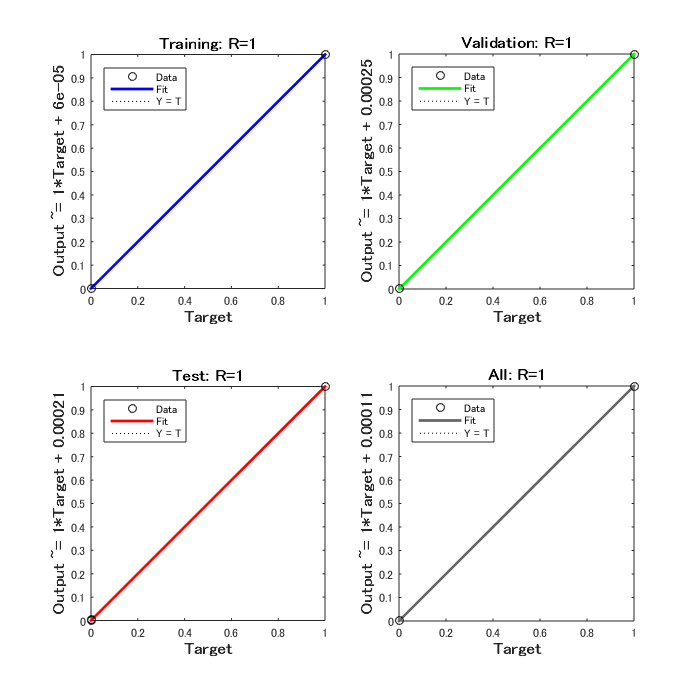 Training: R=1
Output ~= 1*Target + 6e-05
1
0.9
0.8
0.7
0.6
0.5
0.4
0.3
0.2
0.1
0
Data
Fit
Y = T
0 0.2 0.4 0.6 0.8 1
Target
Validation: R=1
Output ~= 1*Target + 0.00025
1
0.9
0.8
0.7
0.6
0.5
0.4
0.3
0.2
0.1
0
Data
Fit
Y = T
0 0.2 0.4 0.6 0.8 1
Target
Test: R=1
Output ~= 1*Target + 0.00021
1
0.9
0.8
0.7
0.6
0.5
0.4
0.3
0.2
0.1
0
Data
Fit
Y = T
0 0.2 0.4 0.6 0.8 1
Target
All: R=1
Output ~= 1*Target + 0.00011
1
0.9
0.8
0.7
0.6
0.5
0.4
0.3
0.2
0.1
0
Data
Fit
Y = T
0 0.2 0.4 0.6 0.8 1
Target